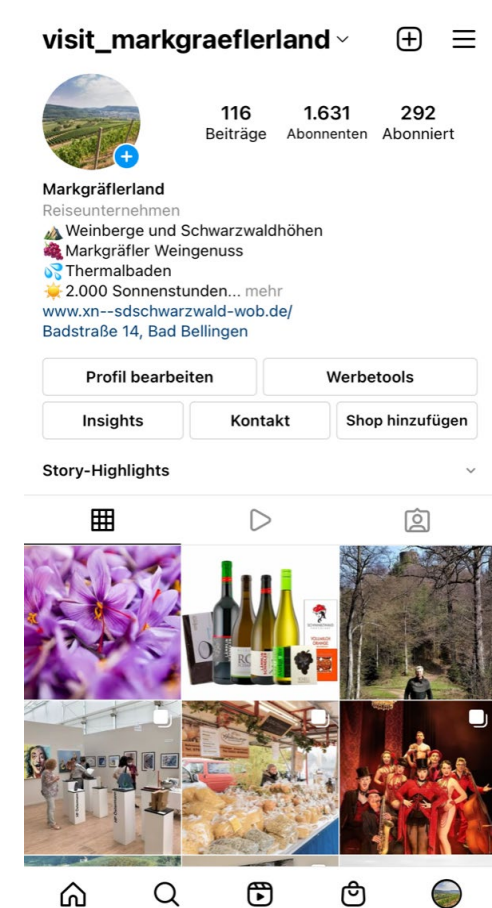 visit_markgraeflerland
116 1.631 292
Beiträge Abonnenten Abonniert
Markgräflerland
Reiseunternehmen
⛰️Weinberge und Schwarzwaldhöhen
🍇Markgräfler Weingenuss
💦Thermalbaden
☀️2.000 Sonnenstunden... mehr
www.xn--sdschwarzwald-wob.de/
Badstraße 14, Bad Bellingen
Profil bearbeiten Werbetools
Insights Kontakt Shop hinzufügen
Story-Highlights